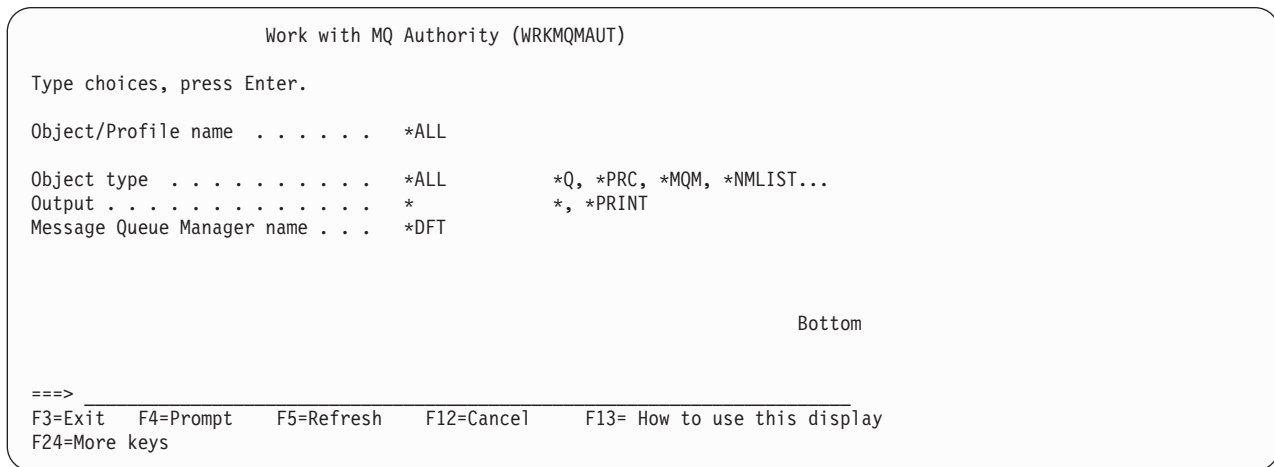 Work with MQ Authority (WRKMQMAUT)
Type choices, press Enter.
Object/Profile name . . . . . . *ALL
Object type . . . . . . . . . . *ALL *Q, *PRC, *MQM, *NMLIST...
Output . . . . . . . . . . . . . * *, *PRINT
Message Queue Manager name . . . *DFT
Bottom
===>
F3=Exit F4=Prompt F5=Refresh F12=Cancel F13= How to use this display
F24=More keys